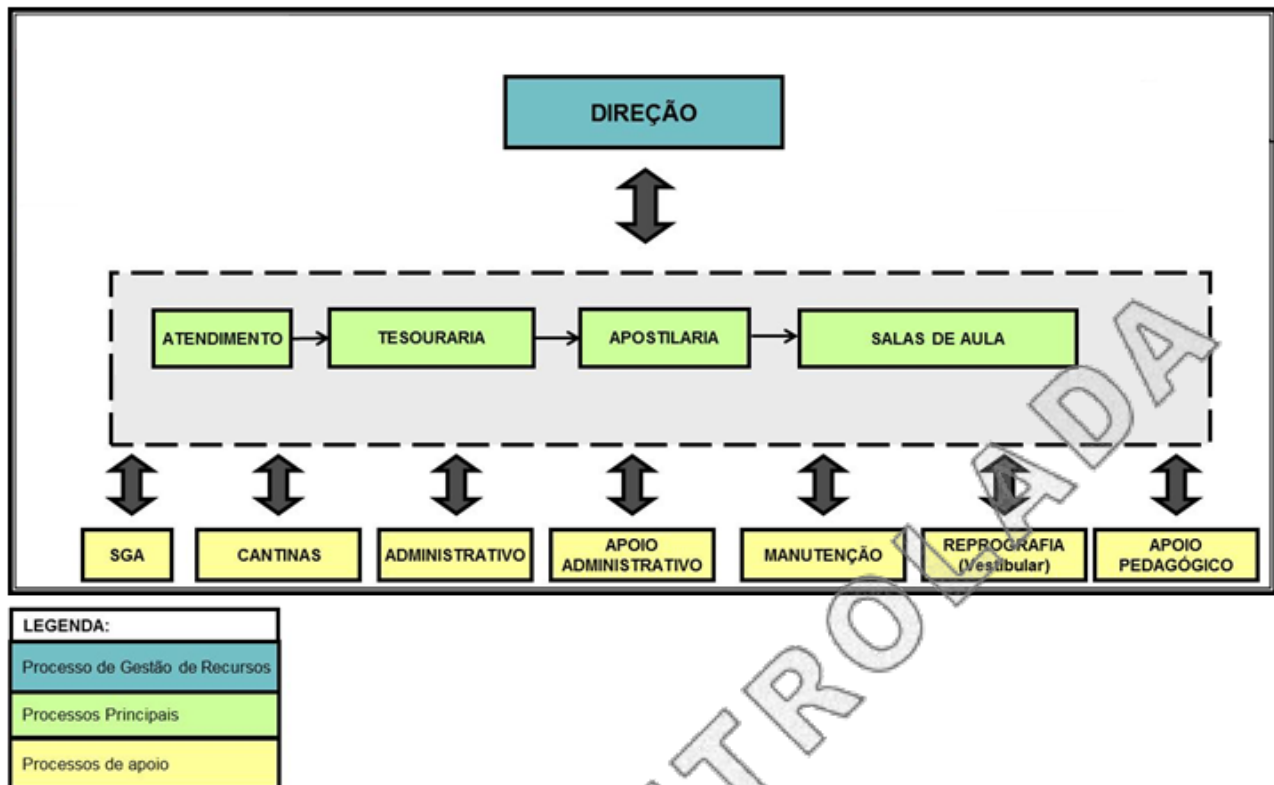 DIREÇÃO
ATENDIMENTO
TESOURARIA
APOSTILARIA
SALAS DE AULA
SGA
CANTINAS
ADMINISTRATIVO
APOIO
ADMINISTRATIVO
MANUTENÇÃO
REPROGRAFIA
(Vestibular)
APOIO
PEDAGÓGICO
LEGENDA:
Processo de Gestão de Recursos
Processos Principais
Processos de apoio
TROLADA